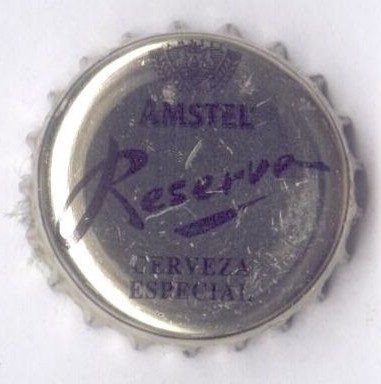 AMSTEL
Reserva
CERVEZA
ESPECIAL